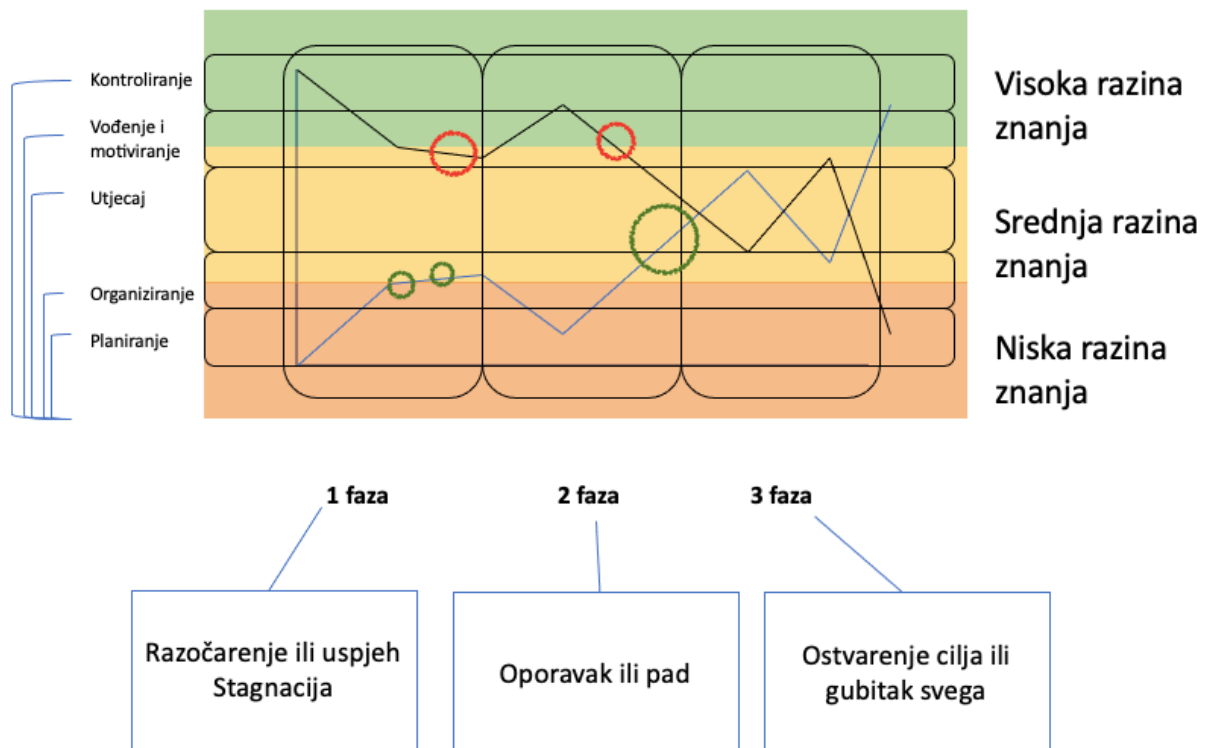 Kontroliranje
Vođenje i
motiviranje
Utjecaj
Organiziranje
Planiranje
Visoka razina
znanja
Srednja razina
znanja
Niska razina
znanja
1 faza
2 faza
3 faza
Razočarenje ili uspjeh
Stagnacija
Oporavak ili pad
Ostvarenje cilja ili
gubitak svega